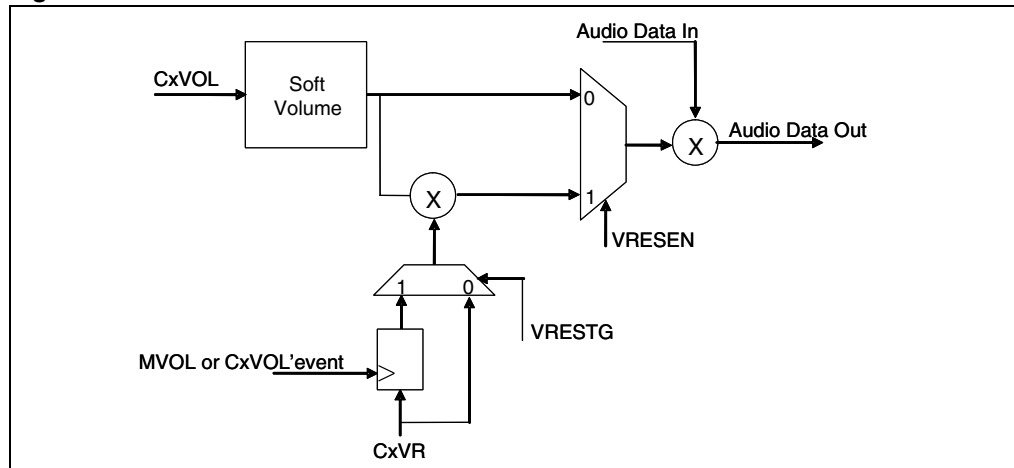 Audio Data In
CxVOL
Soft
Volume
0
X
Audio Data Out
X
1
VRESEN
1
0
VRESTG
MVOL or CxVOL'event
CxVR